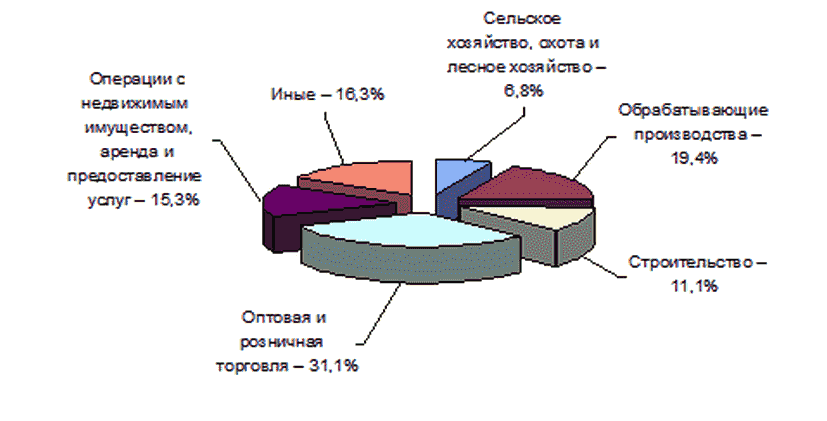 Сельское
хозяйство, охота и
лесное хозяйство –
6,8%
Обрабатывающие
производства –
19,4%
Строительство –
11,1%
Оптовая и
розничная
торговля – 31,1%
Операции с
недвижимым
имуществом,
аренда и
предоставление
услуг – 15,3%
Иные – 16,3%